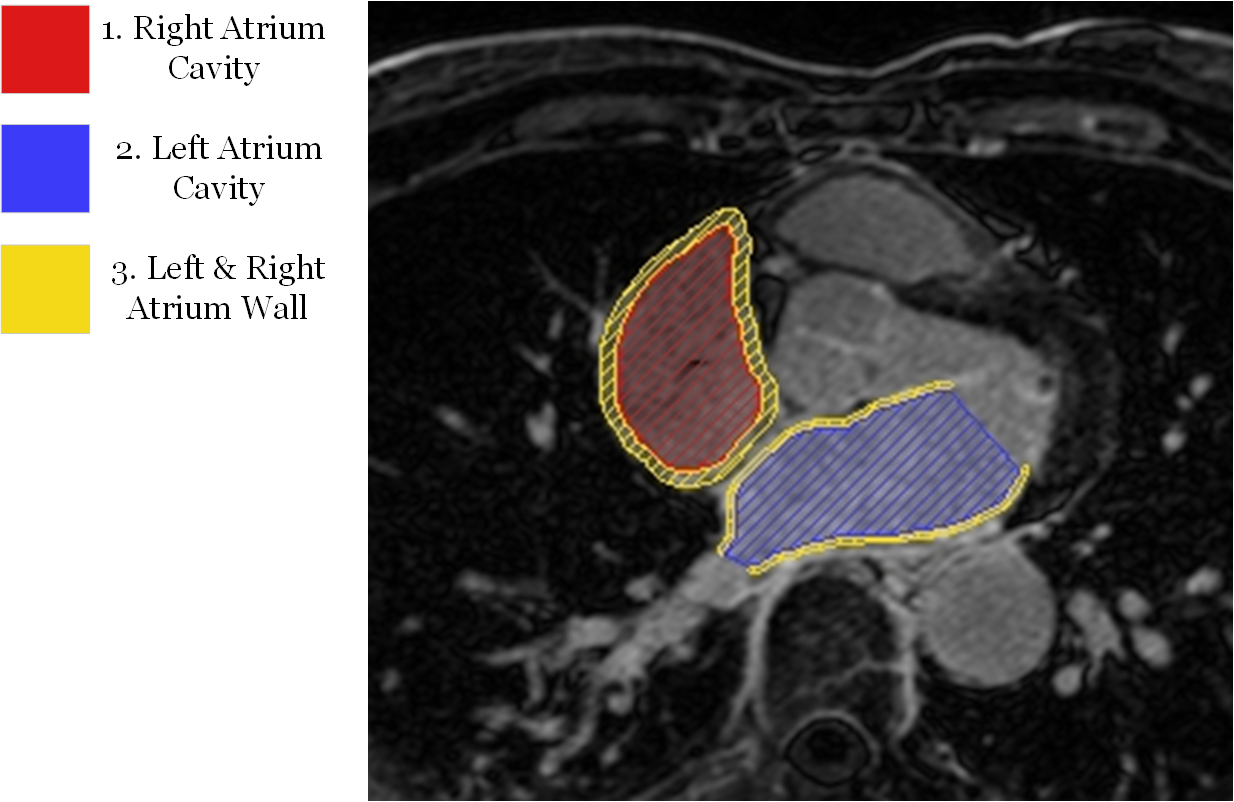 1. Right Atrium
Cavity
2. Left Atrium
Cavity
3. Left & Right
Atrium Wall